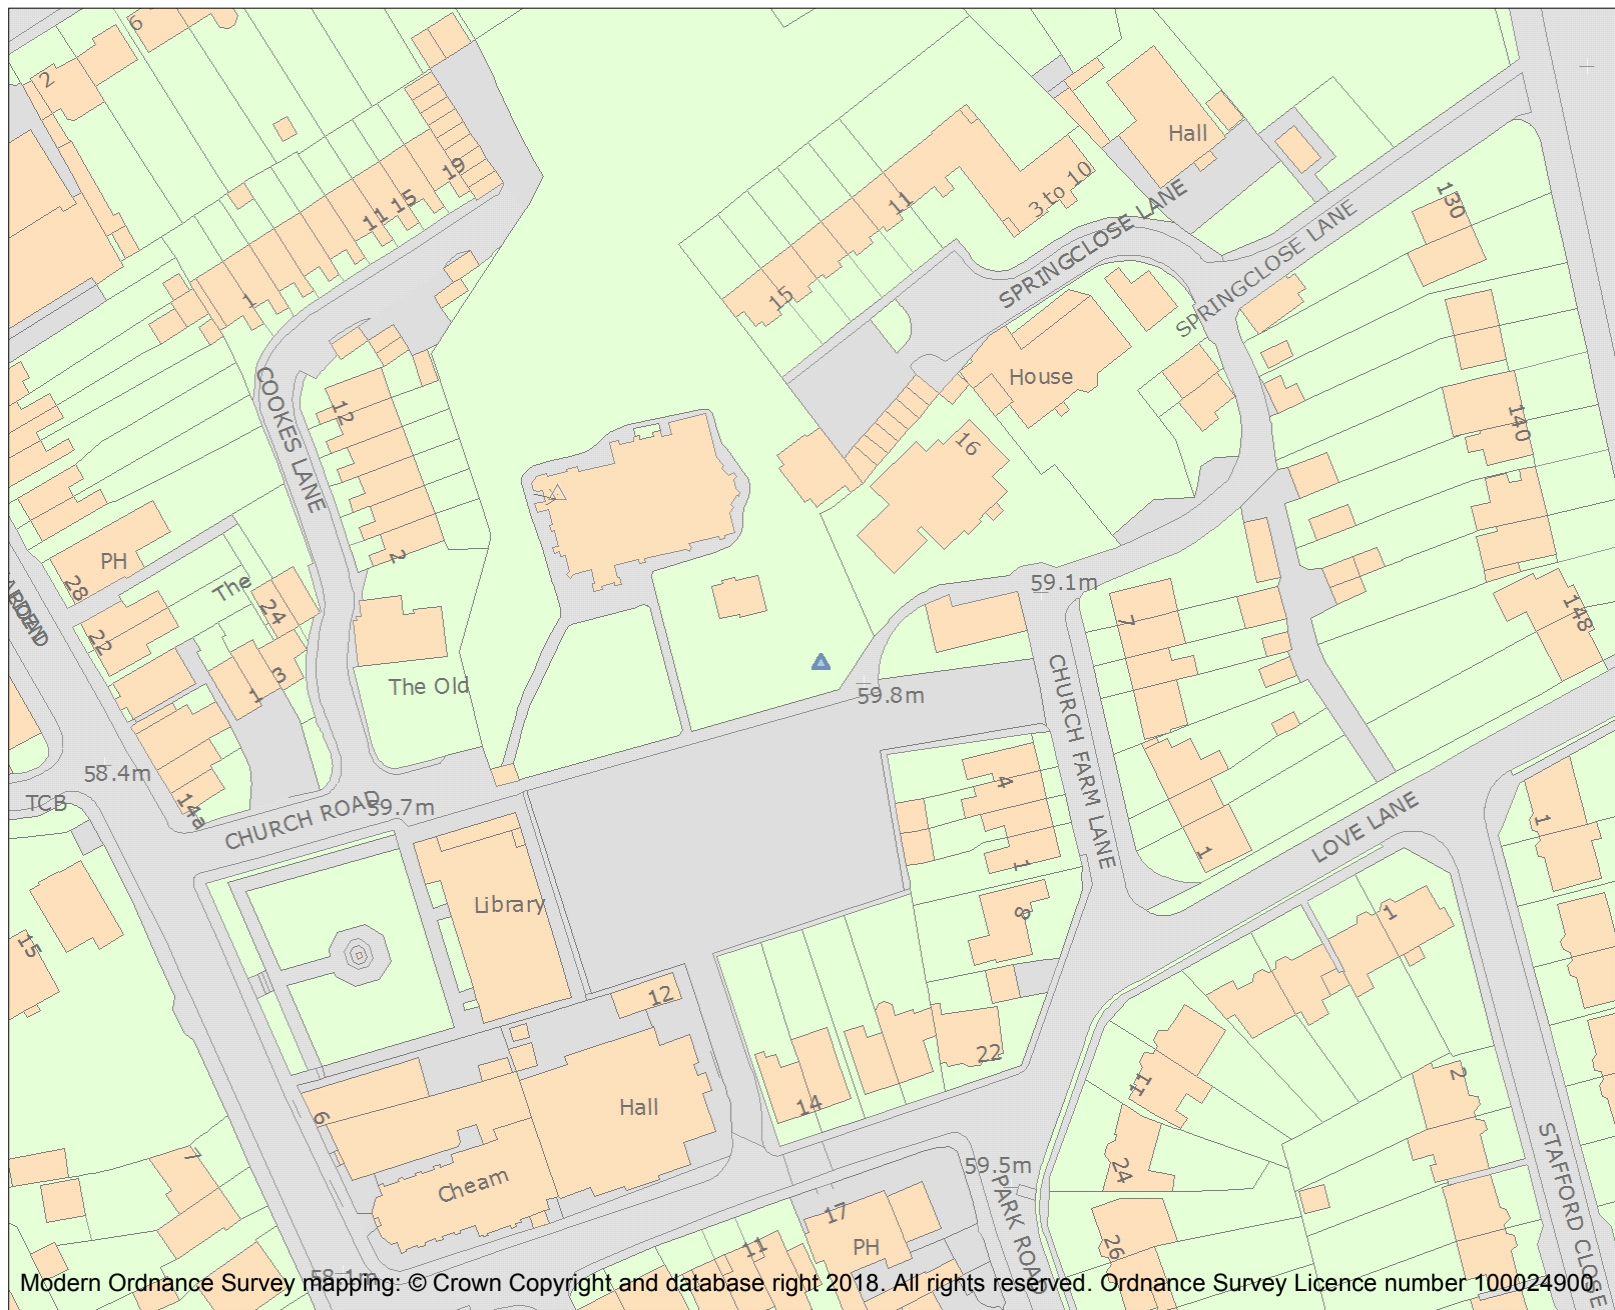 6
2
19
11 15
1
Hall
3 to 10
11
15
SPRINGCLOSE LANE
SPRINGCLOSE LANE
130
House
COOKES LANE
12
16
140
PH
28
2
The
24
22
59.1m
7
148
3
1
The Old
59.8m
CHURCH FARM LANE
58.4m
TCB
14a
CHURCH ROAD
59.7m
4
1
1
LOVE LANE
1
Library
8
1
15
12
22
14
11
2
Hall
6
7
Cheam
59.5m
24
STAFFORD CLOSE
PARK ROAD
17
PH
11
26
58.1m
Modern Ordnance Survey mapping: © Crown Copyright and database right 2018. All rights reserved. Ordnance Survey Licence number 100024900.